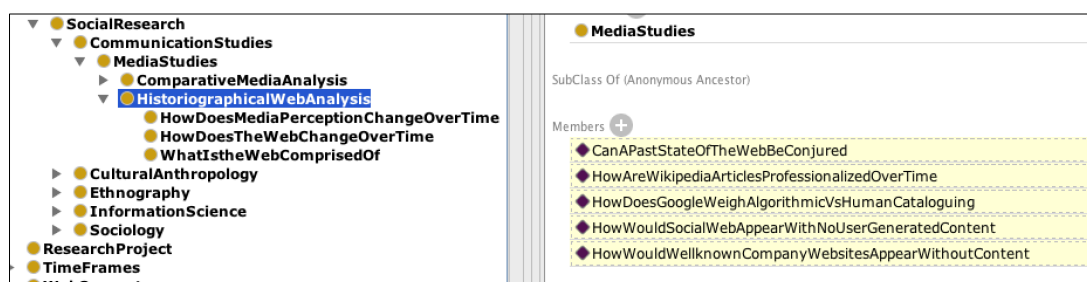 SocialResearch
CommunicationStudies
MediaStudies
ComparativeMediaAnalysis
HistoriographicalWebAnalysis
HowDoesMediaPerceptionChangeOverTime
HowDoesTheWebChangeOverTime
WhatIstheWebComprisedOf
CulturalAnthropology
Ethnography
InformationScience
Sociology
ResearchProject
TimeFrames
MediaStudies
SubClass Of (Anonymous Ancestor)
Members
CanAPastStateOfTheWebBeConjured
HowAreWikipediaArticlesProfessionalizedOverTime
HowDoesGoogleWeighAlgorithmicVsHumanCataloguing
HowWouldSocialWebAppearWithNoUserGeneratedContent
HowWouldWellknownCompanyWebsitesAppearWithoutContent